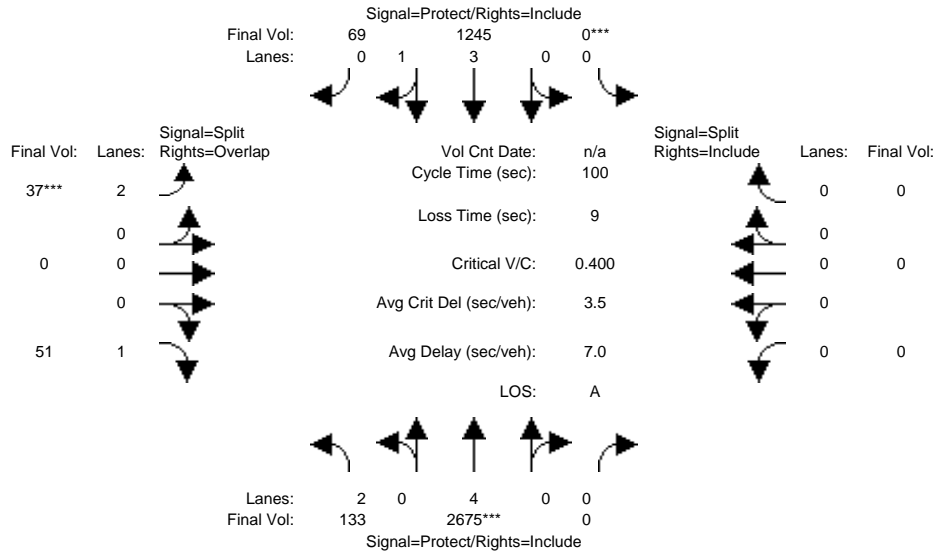 Signal=Protect/Rights=Include
Final Vol: 69 1245 0***
Lanes: 0 1 3 0 0
Signal=Split
Final Vol: Lanes: Rights=Overlap
Vol Cnt Date: n/a
Signal=Split
Rights=Include Lanes: Final Vol:
Cycle Time (sec): 100
37*** 2 0 0
Loss Time (sec): 9
0 0
0 0 Critical V/C: 0.400 0 0
0 Avg Crit Del (sec/veh): 3.5 0
51 1 Avg Delay (sec/veh): 7.0 0 0
LOS: A
Lanes: 2 0 4 0 0
Final Vol: 133 2675*** 0
Signal=Protect/Rights=Include